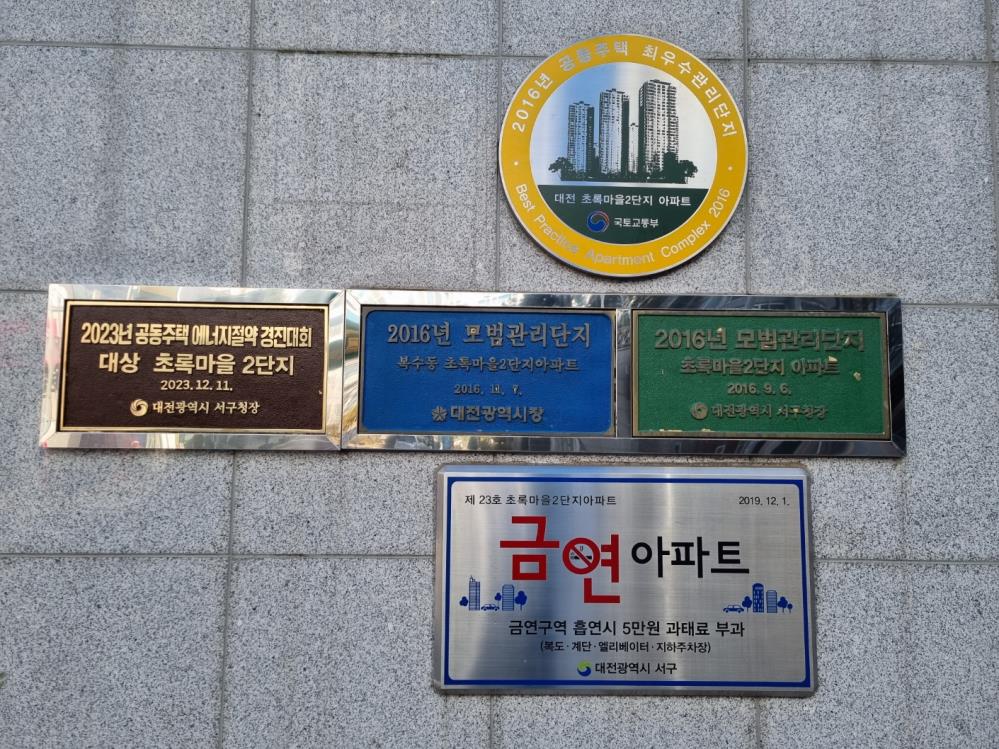 2016년 공동주택 최우수관리단지
대전 초록마을2단지 아파트
국토교통부
Best Practice Apartment Complex 2016
2023년 공동주택 에너지절약 경진대회
대상 초록마을 2단지
2023. 12. 11.
대전광역시 서구청장
2016년 모범관리단지
복수동 초록마을2단지아파트
2016. 11. 7.
대전광역시장
2016년 모범관리단지
초록마을2단지 아파트
2016. 9. 6.
대전광역시 서구청장
제 23호 초록마을2단지아파트
2019. 12. 1.
금연아파트
금연구역 흡연시 5만원 과태료 부과
(복도·계단·엘리베이터·지하주차장)
대전광역시 서구